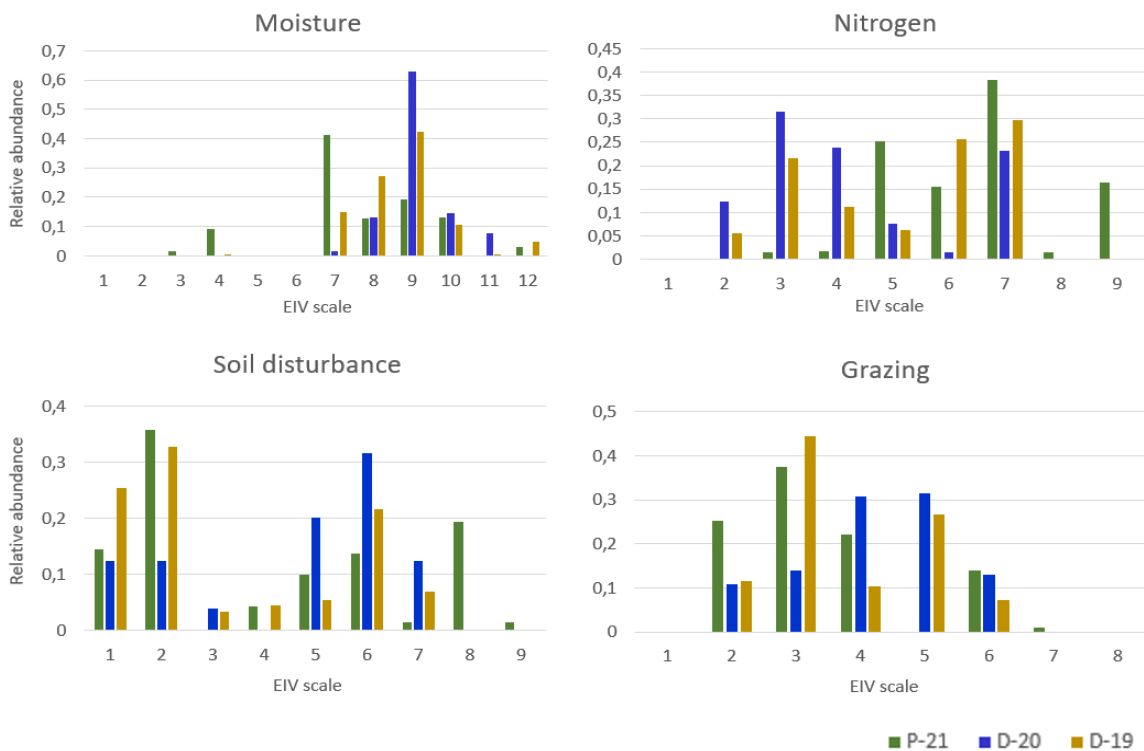 Moisture
Relative abundance
0,7
0,6
0,5
0,4
0,3
0,2
0,1
0
1 2 3 4 5 6 7 8 9 10 11 12
EIV scale
Nitrogen
0,45
0,4
0,35
0,3
0,25
0,2
0,15
0,1
0,05
0
1 2 3 4 5 6 7 8 9
EIV scale
Soil disturbance
Relative abundance
0,4
0,3
0,2
0,1
0
1 2 3 4 5 6 7 8 9
EIV scale
Grazing
0,5
0,4
0,3
0,2
0,1
0
1 2 3 4 5 6 7 8
EIV scale
P-21 D-20 D-19